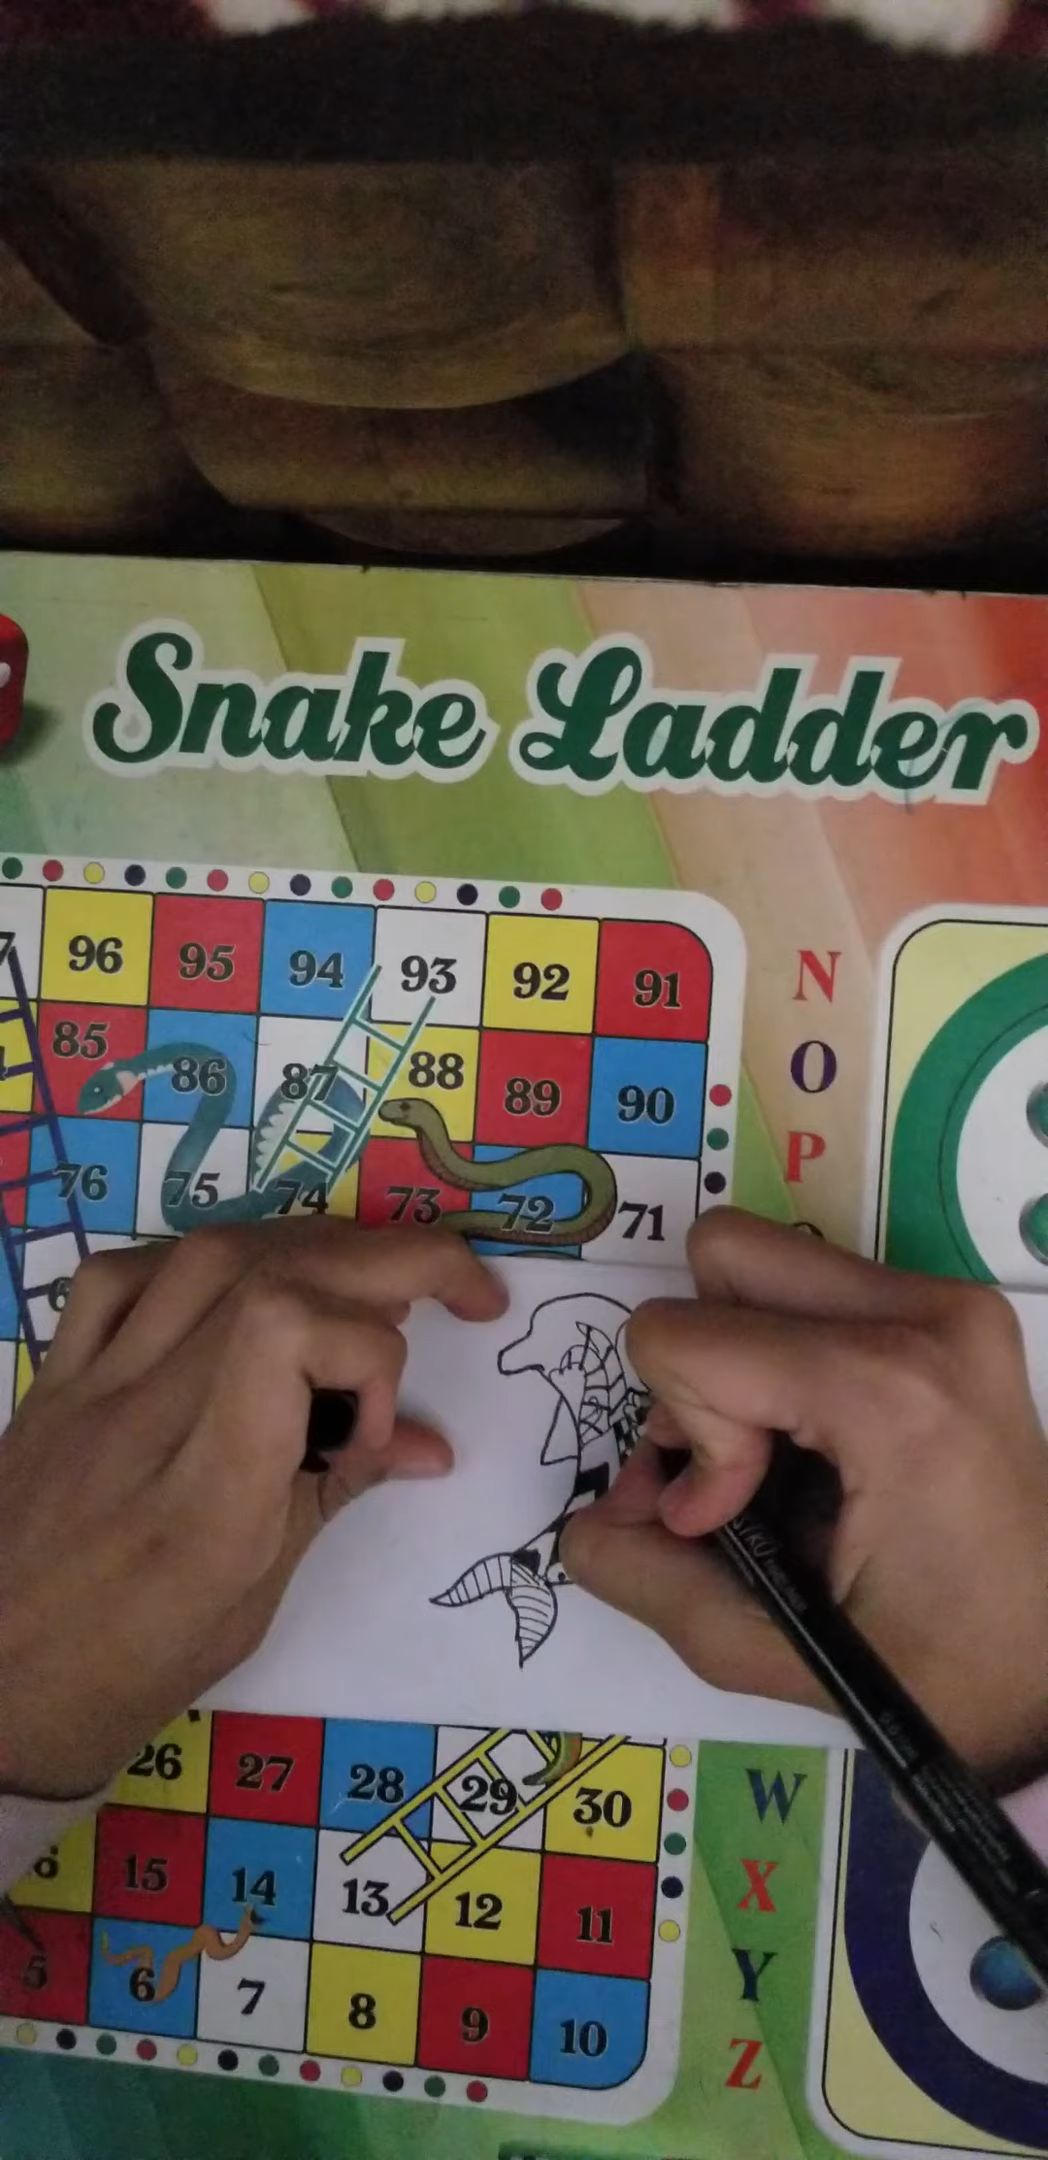 Snake Ladder
96 95 94 93 92 91
85 86 87 88 89 90
76 75 74 73 72 71
26 27 28 29 30
15 14 13 12 11
5 6 7 8 9 10
N
O
P
W
X
Y
Z